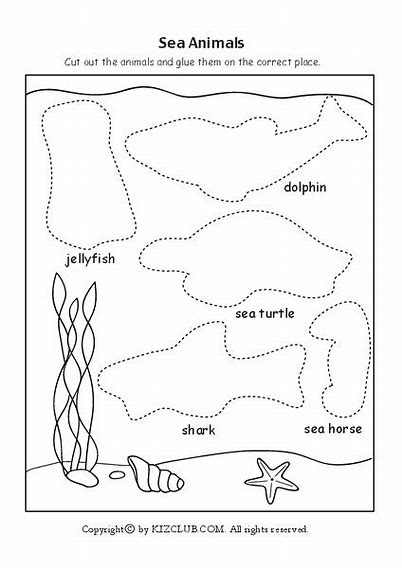 Sea Animals
Cut out the animals and glue them on the correct place.
dolphin
jellyfish
sea turtle
shark
sea horse
Copyright© by KIZCLUB.COM. All rights reserved.